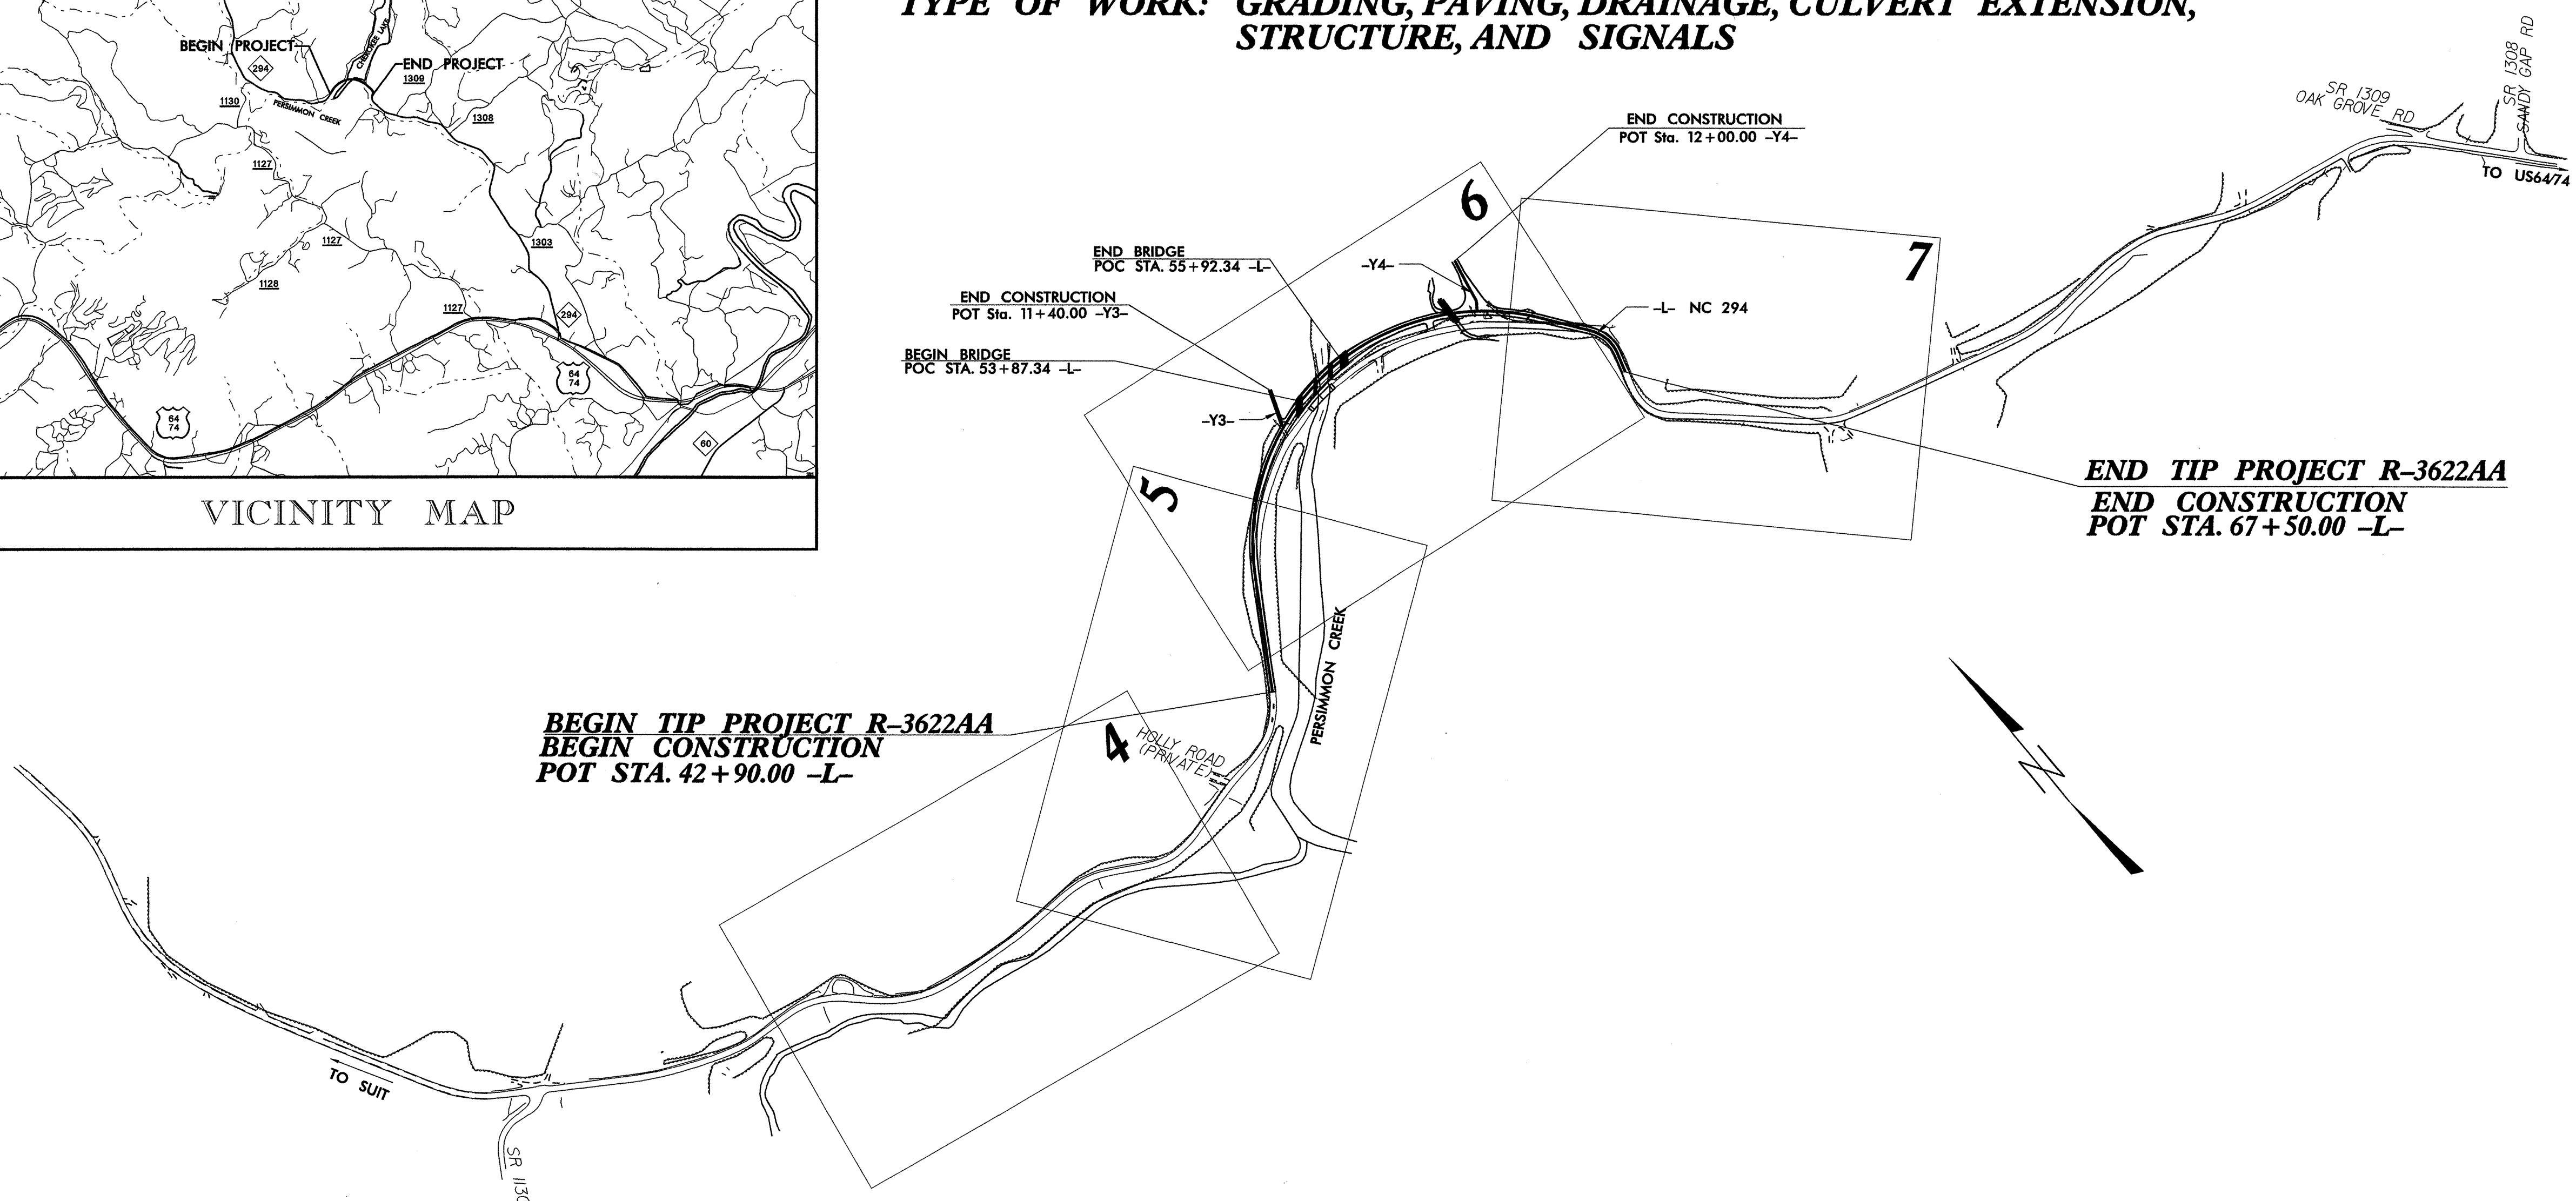 TYPE OF WORK: GRADING, PAVING, DRAINAGE, CULVERT EXTENSION,
STRUCTURE, AND SIGNALS
BEGIN PROJECT
294
CHEROKEE LAKE
END PROJECT
1309
1130
PERSIMMON CREEK
1308
1127
1127
1303
1128
1127
294
64
74
64
74
60
VICINITY MAP
SR 1309
OAK GROVE RD
SR 1308
SANDY GAP RD
TO US64/74
END CONSTRUCTION
POT Sta. 12+00.00 -Y4-
6
7
END BRIDGE
POC STA. 55+92.34 -L-
-Y4-
END CONSTRUCTION
POT Sta. 11+40.00 -Y3-
-L- NC 294
BEGIN BRIDGE
POC STA. 53+87.34 -L-
-Y3-
END TIP PROJECT R-3622AA
END CONSTRUCTION
POT STA. 67+50.00 -L-
5
PERSIMMON CREEK
BEGIN TIP PROJECT R-3622AA
BEGIN CONSTRUCTION
POT STA. 42+90.00 -L-
4
HOLLY ROAD
(PRIVATE)
N
TO SUIT
SR 1130